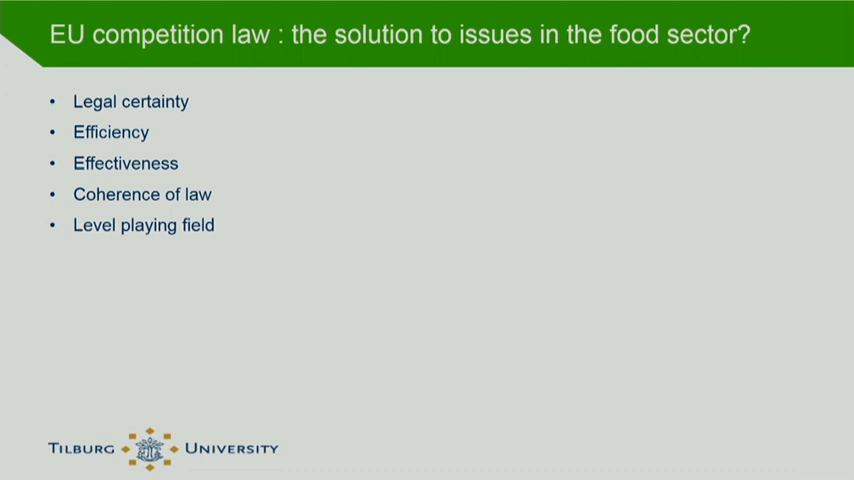 EU competition law : the solution to issues in the food sector?
• Legal certainty
• Efficiency
• Effectiveness
• Coherence of law
• Level playing field
TILBURG UNIVERSITY